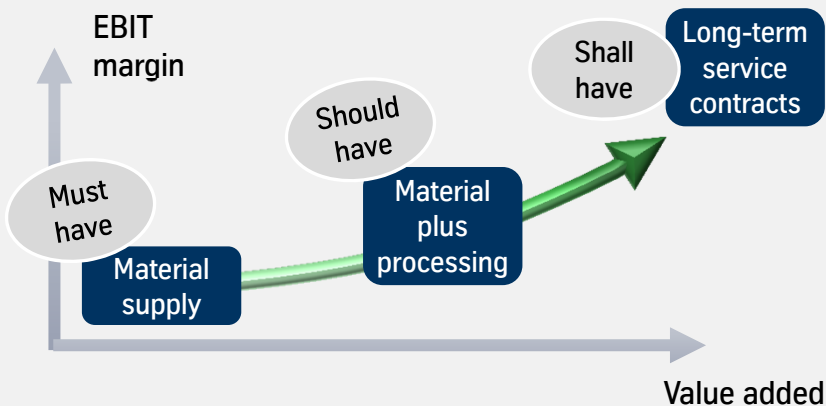 EBIT
margin
Must
have
Material
supply
Should
have
Material
plus
processing
Shall
have
Long-term
service
contracts
Value added